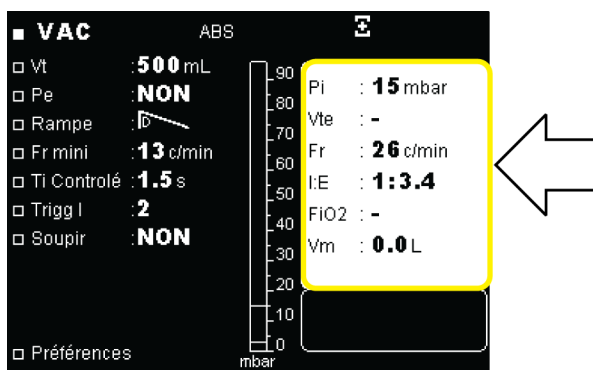 VAC ABS
Vt : 500 mL
Pe : NON
Rampe : D
Fr mini : 13 c/min
Ti Controlé : 1.5 s
Trigg I : 2
Soupir : NON
Préférences
90
80
70
60
50
40
30
20
10
0
mbar
Pi : 15 mbar
Vte : -
Fr : 26 c/min
I:E : 1:3.4
FiO2 : -
Vm : 0.0 L